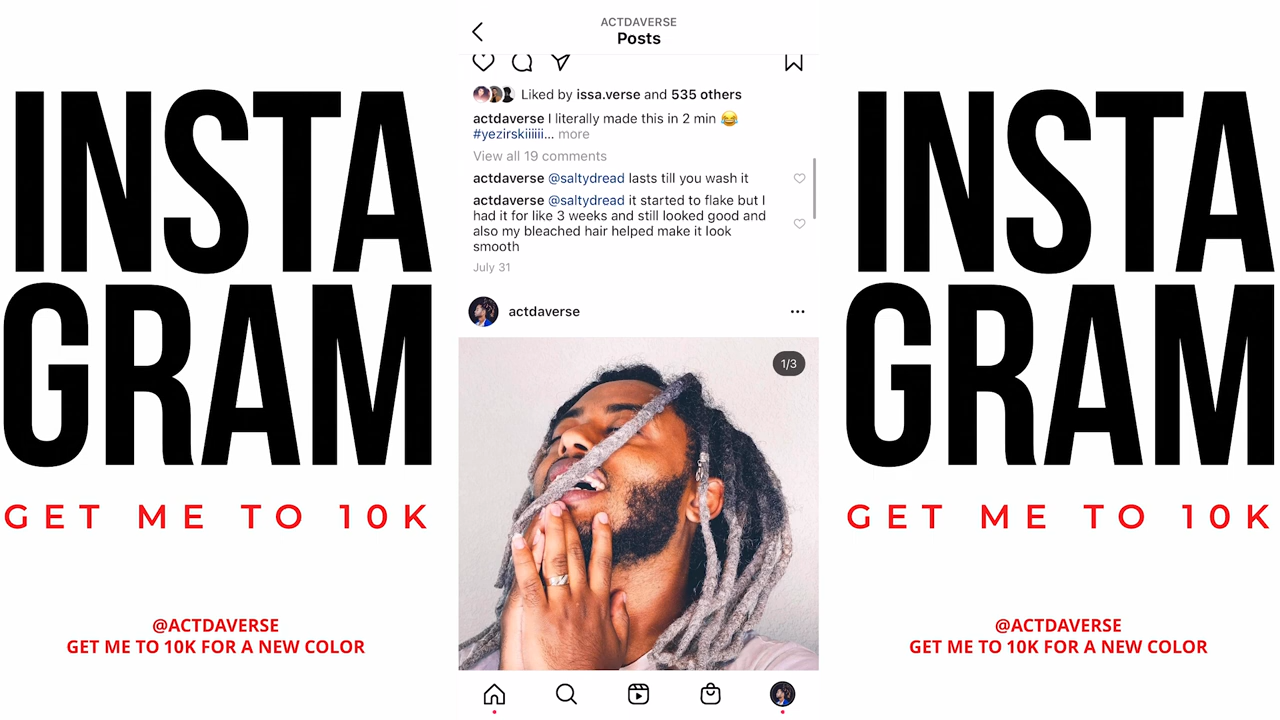 INSTA
GRAM
GET ME TO 10K
@ACTDAVERSE
GET ME TO 10K FOR A NEW COLOR
ACTDAVERSE
Posts
Liked by issa.verse and 535 others
actdaverse I literally made this in 2 min 😂
#yezirskiiiiii... more
View all 19 comments
actdaverse @saltydread lasts till you wash it
actdaverse @saltydread it started to flake but I
had it for like 3 weeks and still looked good and
also my bleached hair helped make it look
smooth
July 31
actdaverse
1/3
INSTA
GRAM
GET ME TO 10K
@ACTDAVERSE
GET ME TO 10K FOR A NEW COLOR